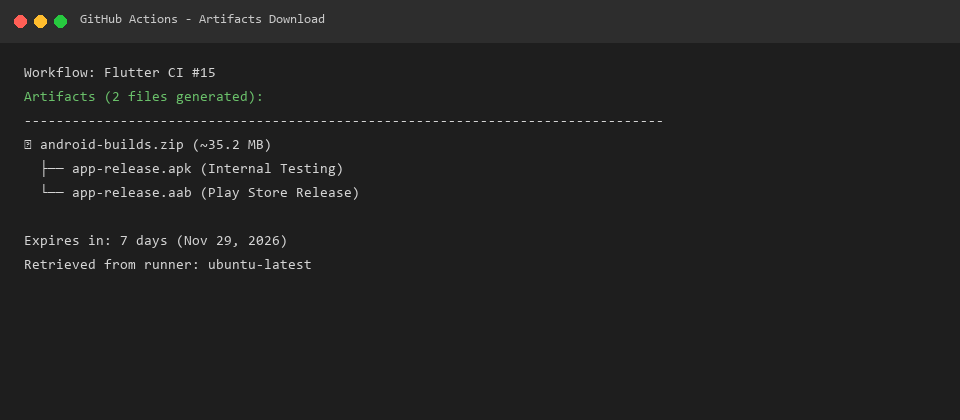 GitHub Actions - Artifacts Download
Workflow: Flutter CI #15
Artifacts (2 files generated):
--------------------------------------------------------------------------------
android-builds.zip (~35.2 MB)
├── app-release.apk (Internal Testing)
└── app-release.aab (Play Store Release)
Expires in: 7 days (Nov 29, 2026)
Retrieved from runner: ubuntu-latest